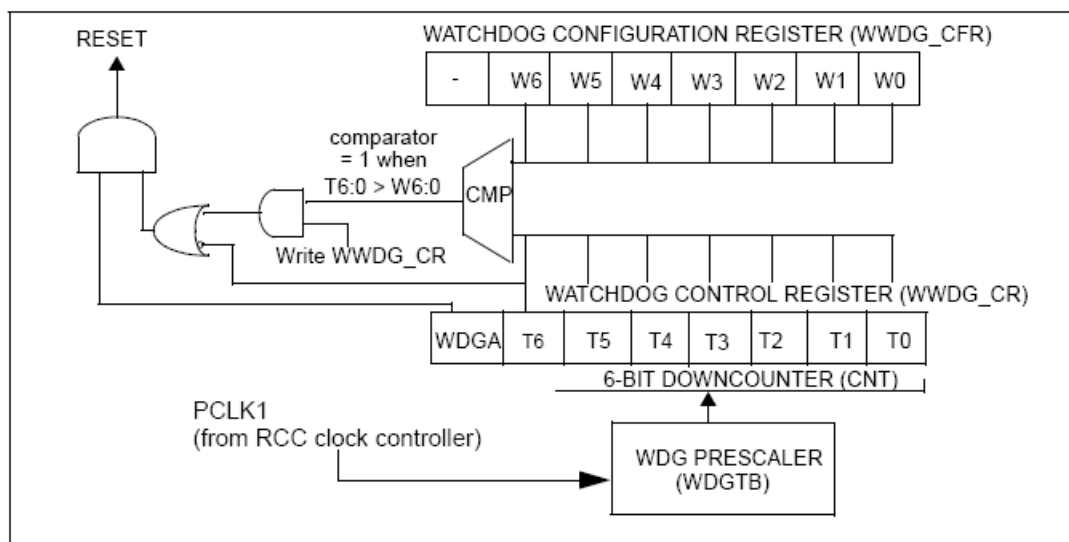 RESET
WATCHDOG CONFIGURATION REGISTER (WWDG_CFR)
- W6 W5 W4 W3 W2 W1 W0
comparator
= 1 when
T6:0 > W6:0
CMP
Write WWDG_CR
WATCHDOG CONTROL REGISTER (WWDG_CR)
WDGA T6 T5 T4 T3 T2 T1 T0
6-BIT DOWNCOUNTER (CNT)
PCLK1
(from RCC clock controller)
WDG PRESCALER
(WDGTB)